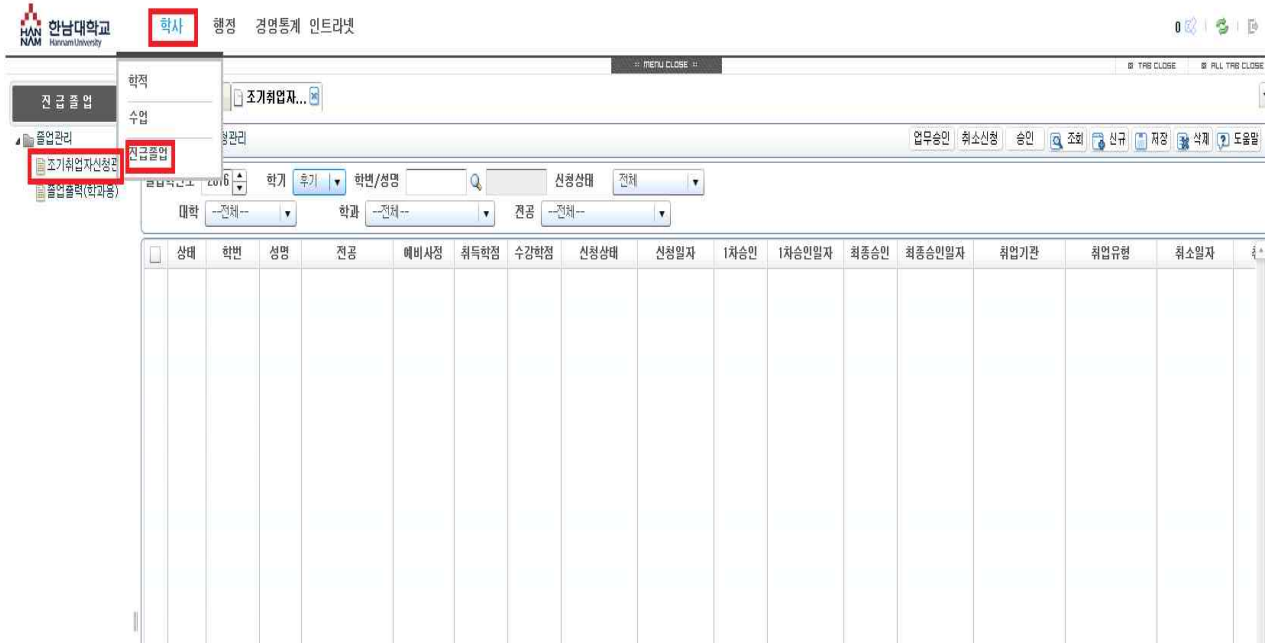 한남대학교
HAN NAM Hannam University
학사 행정 경영통계 인트라넷
0
:: MENU CLOSE ::
TAB CLOSE ALL TAB CLOSE
진급졸업
학적
수업
진급졸업
조기취업자...
졸업관리
조기취업자신청관
졸업출력(학과용)
청관리
업무승인 취소신청 승인 조회 신규 저장 삭제 도움말
2016 학기 후기 학번/성명 신청상태 전체
대학 --전체-- 학과 --전체-- 전공 --전체--
상태 학번 성명 전공 예비사정 취득학점 수강학점 신청상태 신청일자 1차승인 1차승인일자 최종승인 최종승인일자 취업기관 취업유형 취소일자